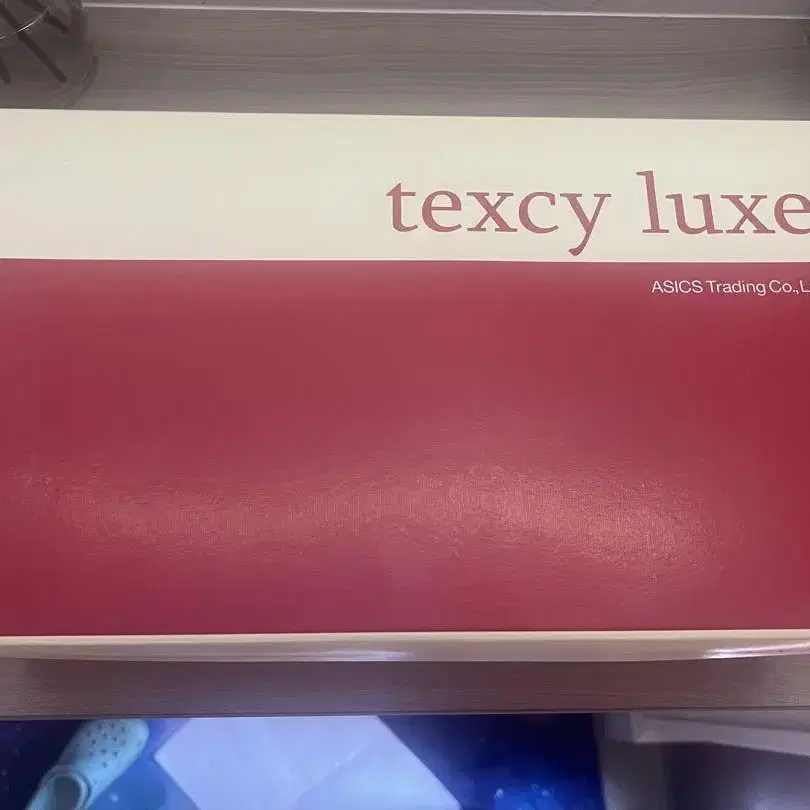 texcy luxe
ASICS Trading Co.,L